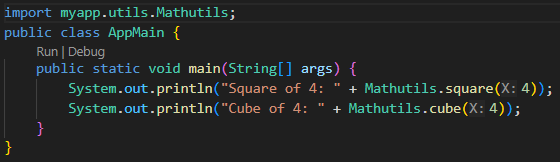 import myapp.utils.Mathutils;
public class AppMain {
Run | Debug
public static void main(String[] args) {
System.out.println("Square of 4: " + Mathutils.square(X: 4));
System.out.println("Cube of 4: " + Mathutils.cube(X: 4));
}
}